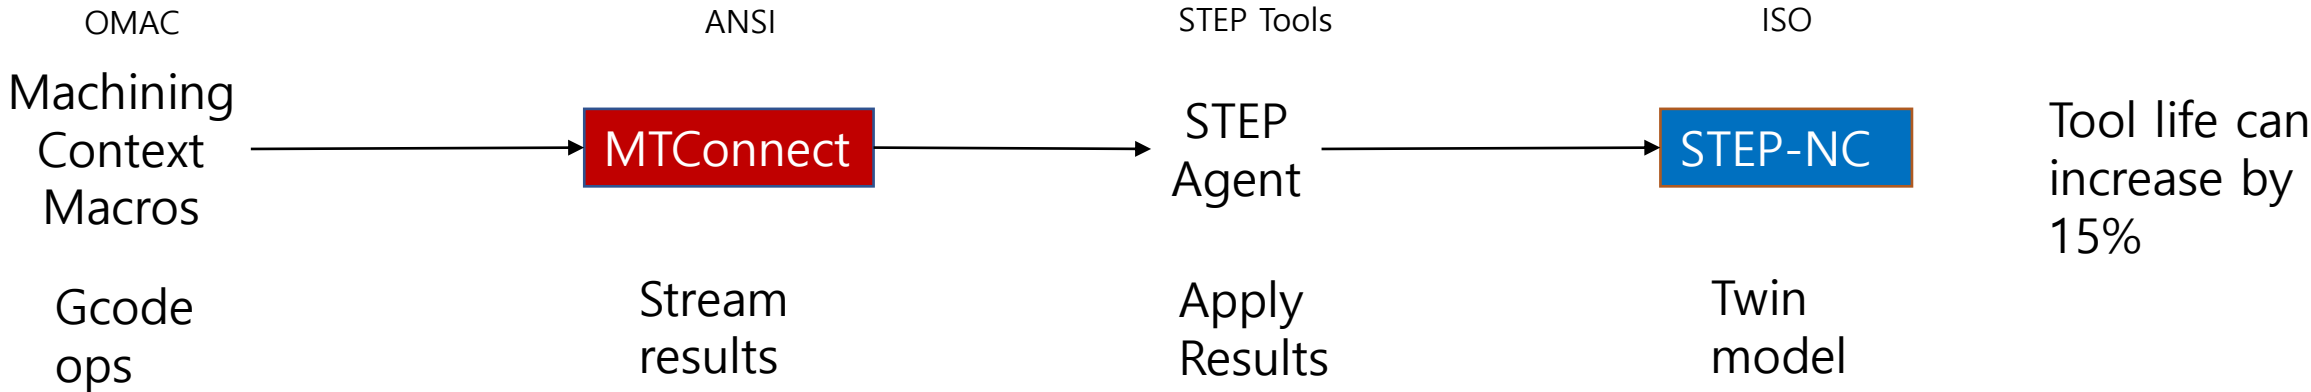 OMAC
ANSI
STEP Tools
ISO
Machining
Context
Macros
MTConnect
STEP
Agent
STEP-NC
Tool life can
increase by
15%
Gcode
ops
Stream
results
Apply
Results
Twin
model